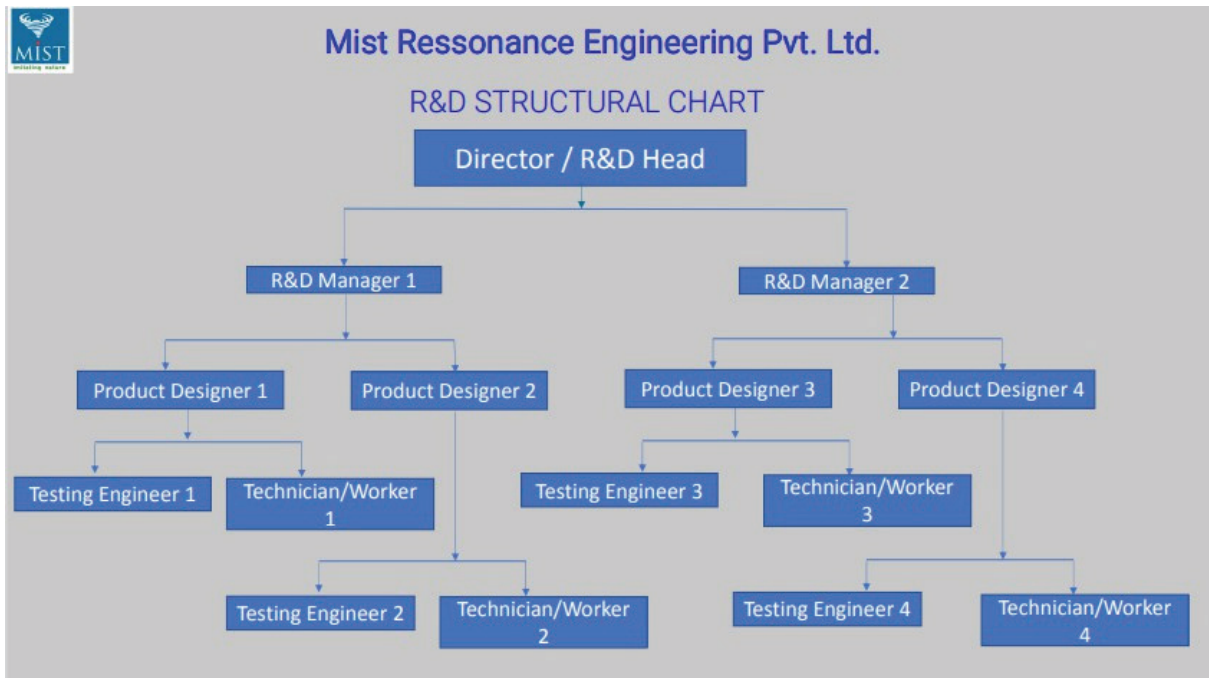 MIST
imitating nature
Mist Ressonance Engineering Pvt. Ltd.
R&D STRUCTURAL CHART
Director / R&D Head
R&D Manager 1
R&D Manager 2
Product Designer 1
Product Designer 2
Product Designer 3
Product Designer 4
Testing Engineer 1
Technician/Worker
1
Testing Engineer 3
Technician/Worker
3
Testing Engineer 2
Technician/Worker
2
Testing Engineer 4
Technician/Worker
4